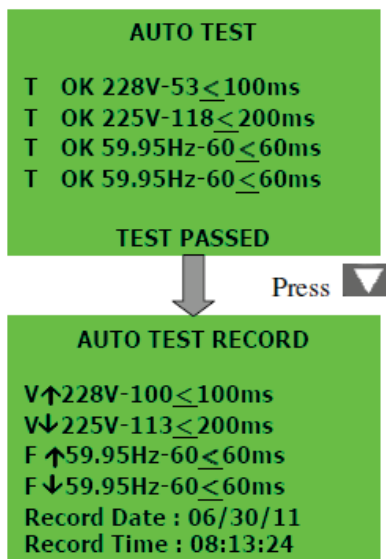 AUTO TEST
T OK 228V-53≤100ms
T OK 225V-118≤200ms
T OK 59.95Hz-60≤60ms
T OK 59.95Hz-60≤60ms
TEST PASSED
Press ▽
AUTO TEST RECORD
V↑228V-100≤100ms
V↓225V-113≤200ms
F ↑59.95Hz-60≤60ms
F ↓59.95Hz-60≤60ms
Record Date : 06/30/11
Record Time : 08:13:24